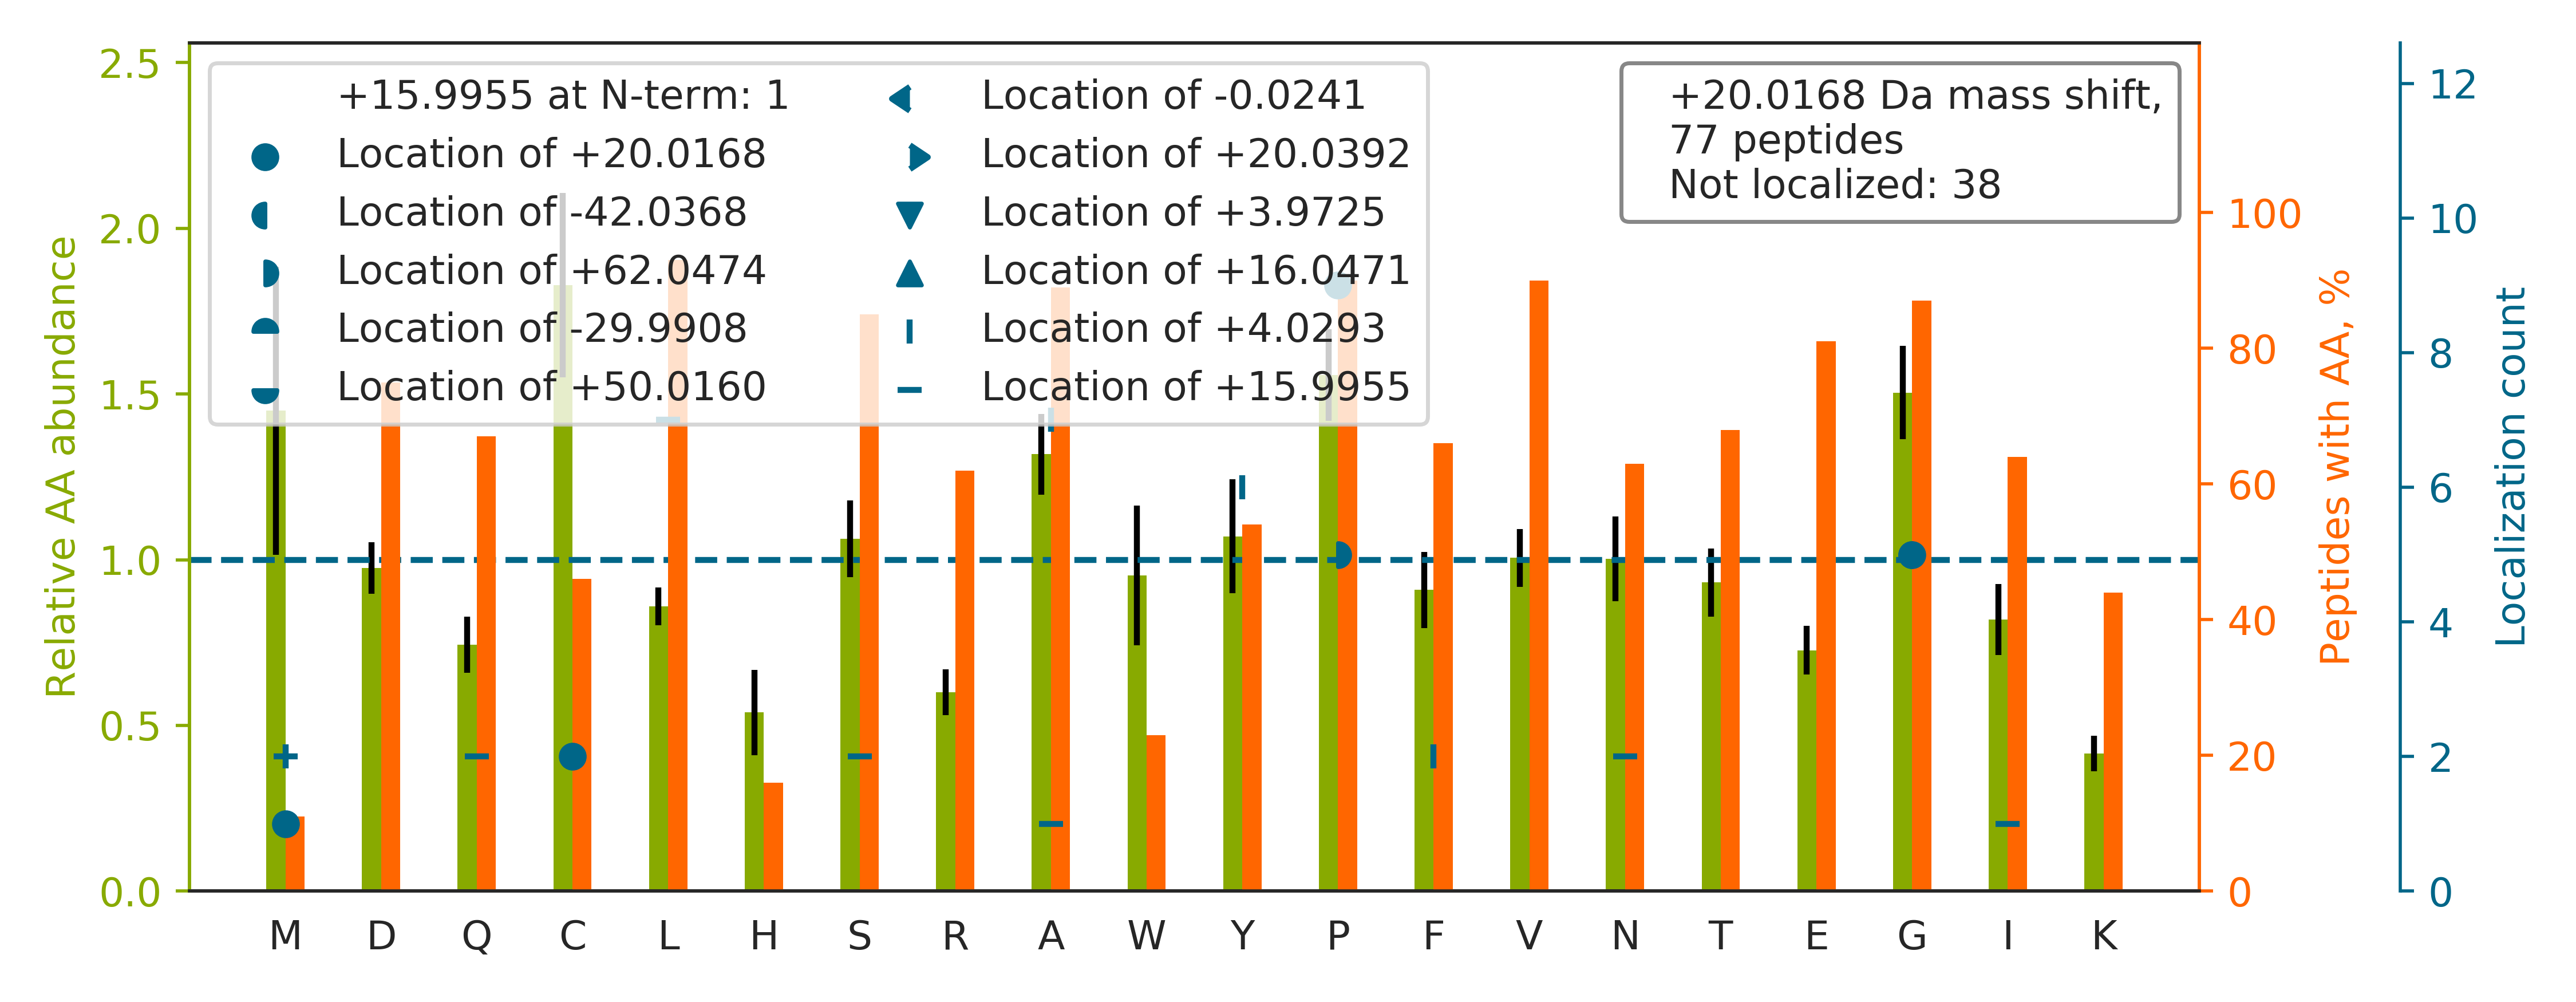 +15.9955 at N-term: 1
Location of +20.0168
Location of -42.0368
Location of +62.0474
Location of -29.9908
Location of +50.0160
Location of -0.0241
Location of +20.0392
Location of +3.9725
Location of +16.0471
Location of +4.0293
Location of +15.9955
+20.0168 Da mass shift,
77 peptides
Not localized: 38
Relative AA abundance
2.5
2.0
1.5
1.0
0.5
0.0
M D Q C L H S R A W Y P F V N T E G I K
100
80
60
40
20
0
Peptides with AA, %
12
10
8
6
4
2
0
Localization count